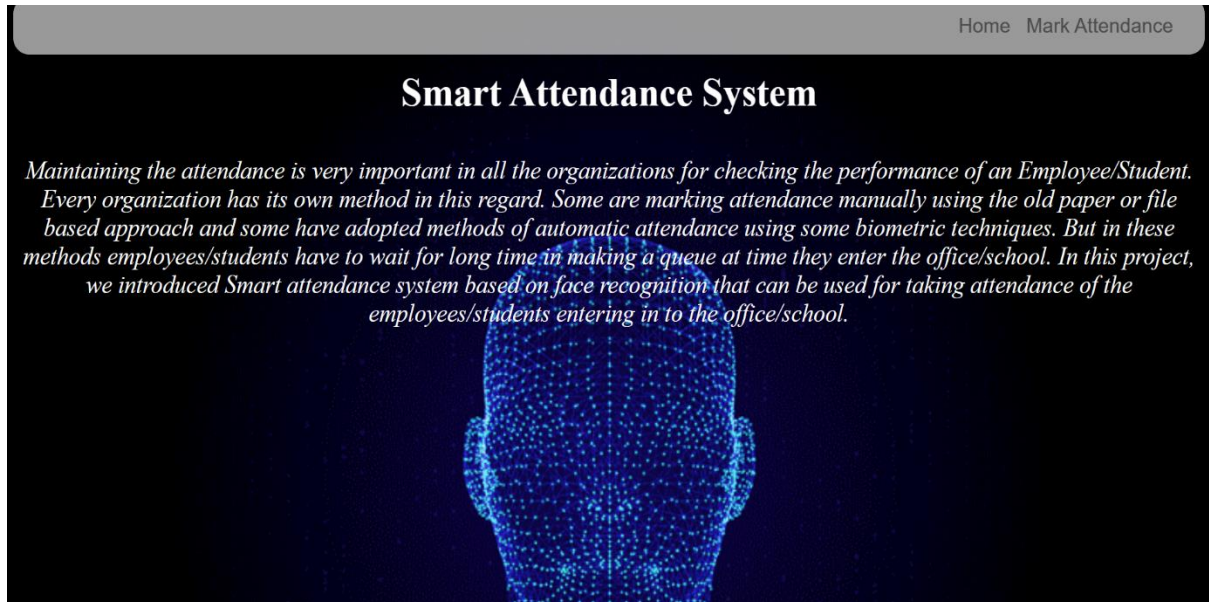 Home Mark Attendance
Smart Attendance System
Maintaining the attendance is very important in all the organizations for checking the performance of an Employee/Student.
Every organization has its own method in this regard. Some are marking attendance manually using the old paper or file
based approach and some have adopted methods of automatic attendance using some biometric techniques. But in these
methods employees/students have to wait for long time in making a queue at time they enter the office/school. In this project,
we introduced Smart attendance system based on face recognition that can be used for taking attendance of the
employees/students entering in to the office/school.